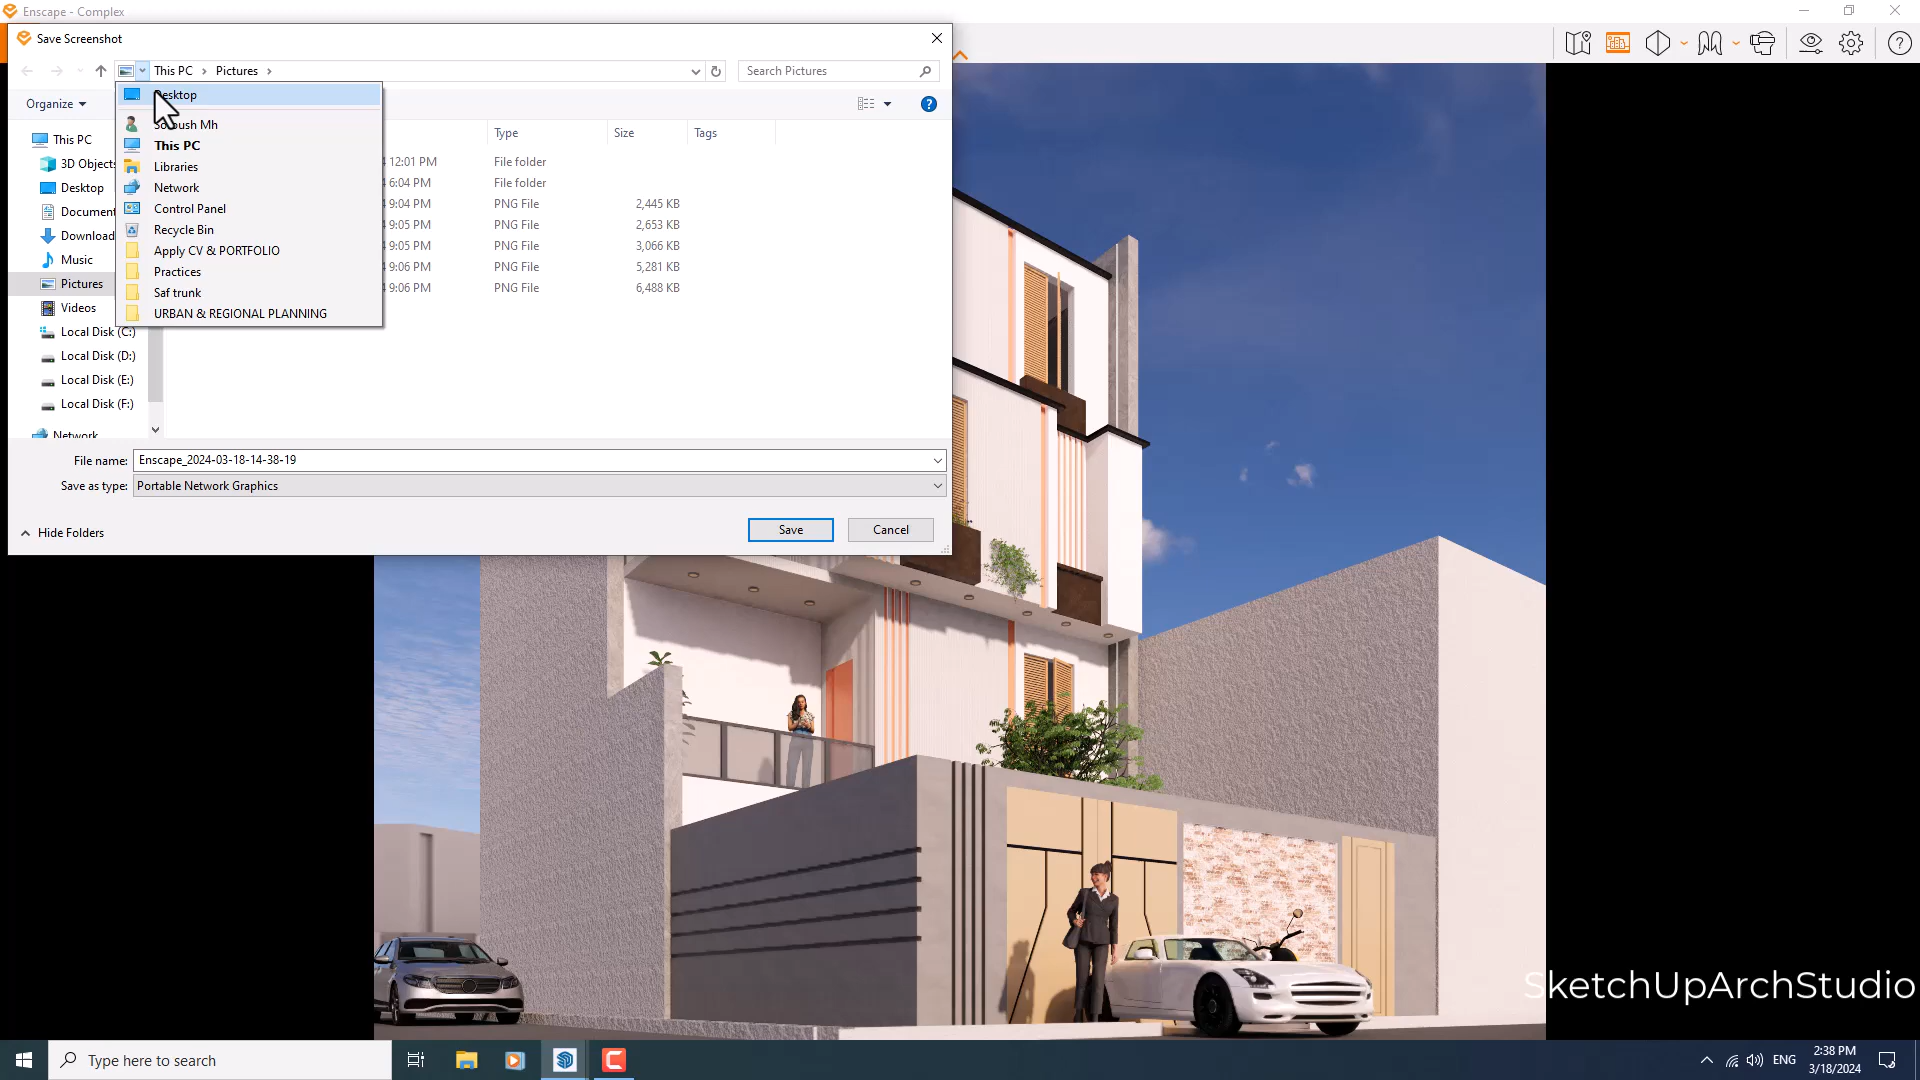 Enscape - Complex
Save Screenshot
This PC > Pictures >
Search Pictures
Organize
Desktop
Soroush Mh
This PC
Libraries
Network
Control Panel
Recycle Bin
Apply CV & PORTFOLIO
Practices
Saf trunk
URBAN & REGIONAL PLANNING
This PC
3D Objects
Desktop
Document
Download
Music
Pictures
Videos
Local Disk (C:)
Local Disk (D:)
Local Disk (E:)
Local Disk (F:)
Network
Type Size Tags
12:01 PM File folder
6:04 PM File folder
9:04 PM PNG File 2,445 KB
9:05 PM PNG File 2,653 KB
9:05 PM PNG File 3,066 KB
9:06 PM PNG File 5,281 KB
9:06 PM PNG File 6,488 KB
File name: Enscape_2024-03-18-14-38-19
Save as type: Portable Network Graphics
Hide Folders
Save
Cancel
SketchUpArchStudio
Type here to search
ENG
2:38 PM
3/18/2024